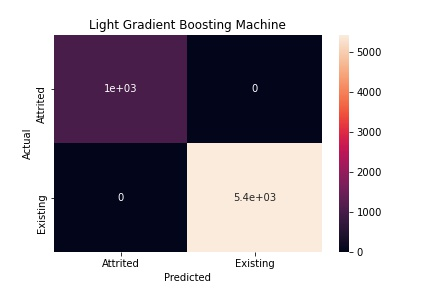 Light Gradient Boosting Machine
Actual
Attrited
Existing
1e+03
0
0
5.4e+03
Attrited
Existing
Predicted
5000
4000
3000
2000
1000
0